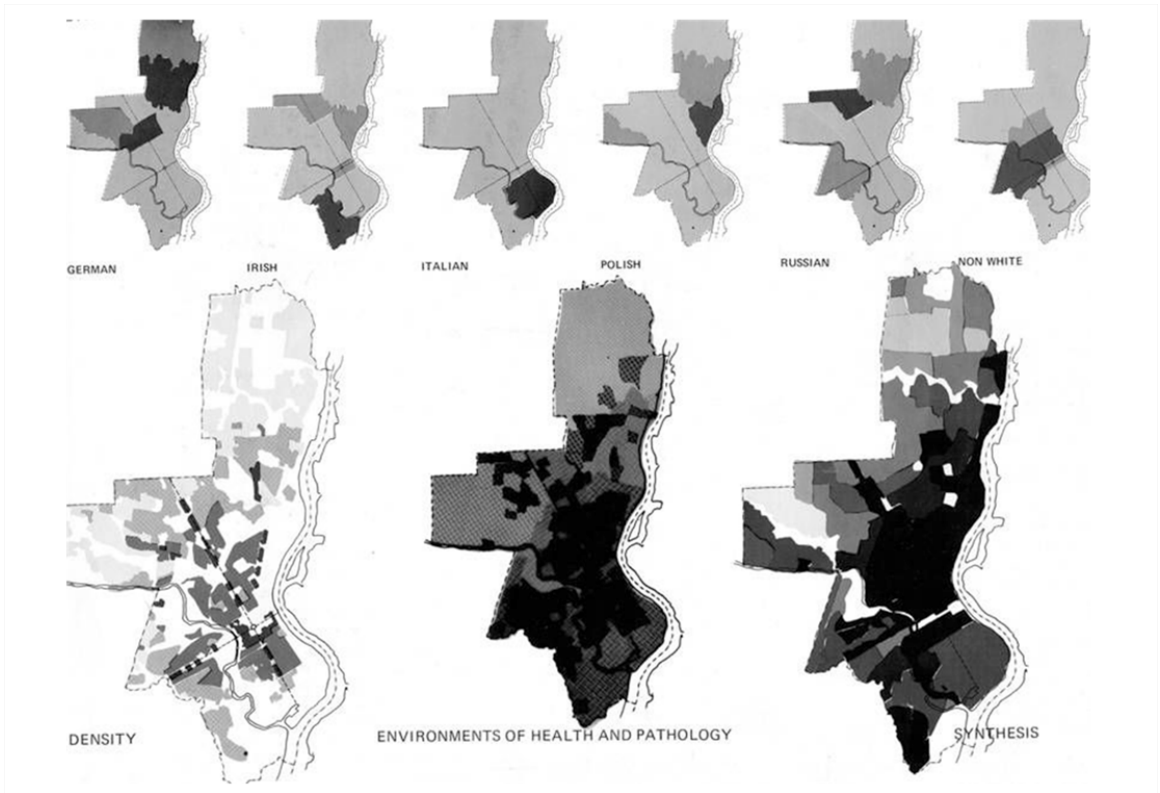 GERMAN
IRISH
ITALIAN
POLISH
RUSSIAN
NON WHITE
DENSITY
ENVIRONMENTS OF HEALTH AND PATHOLOGY
SYNTHESIS